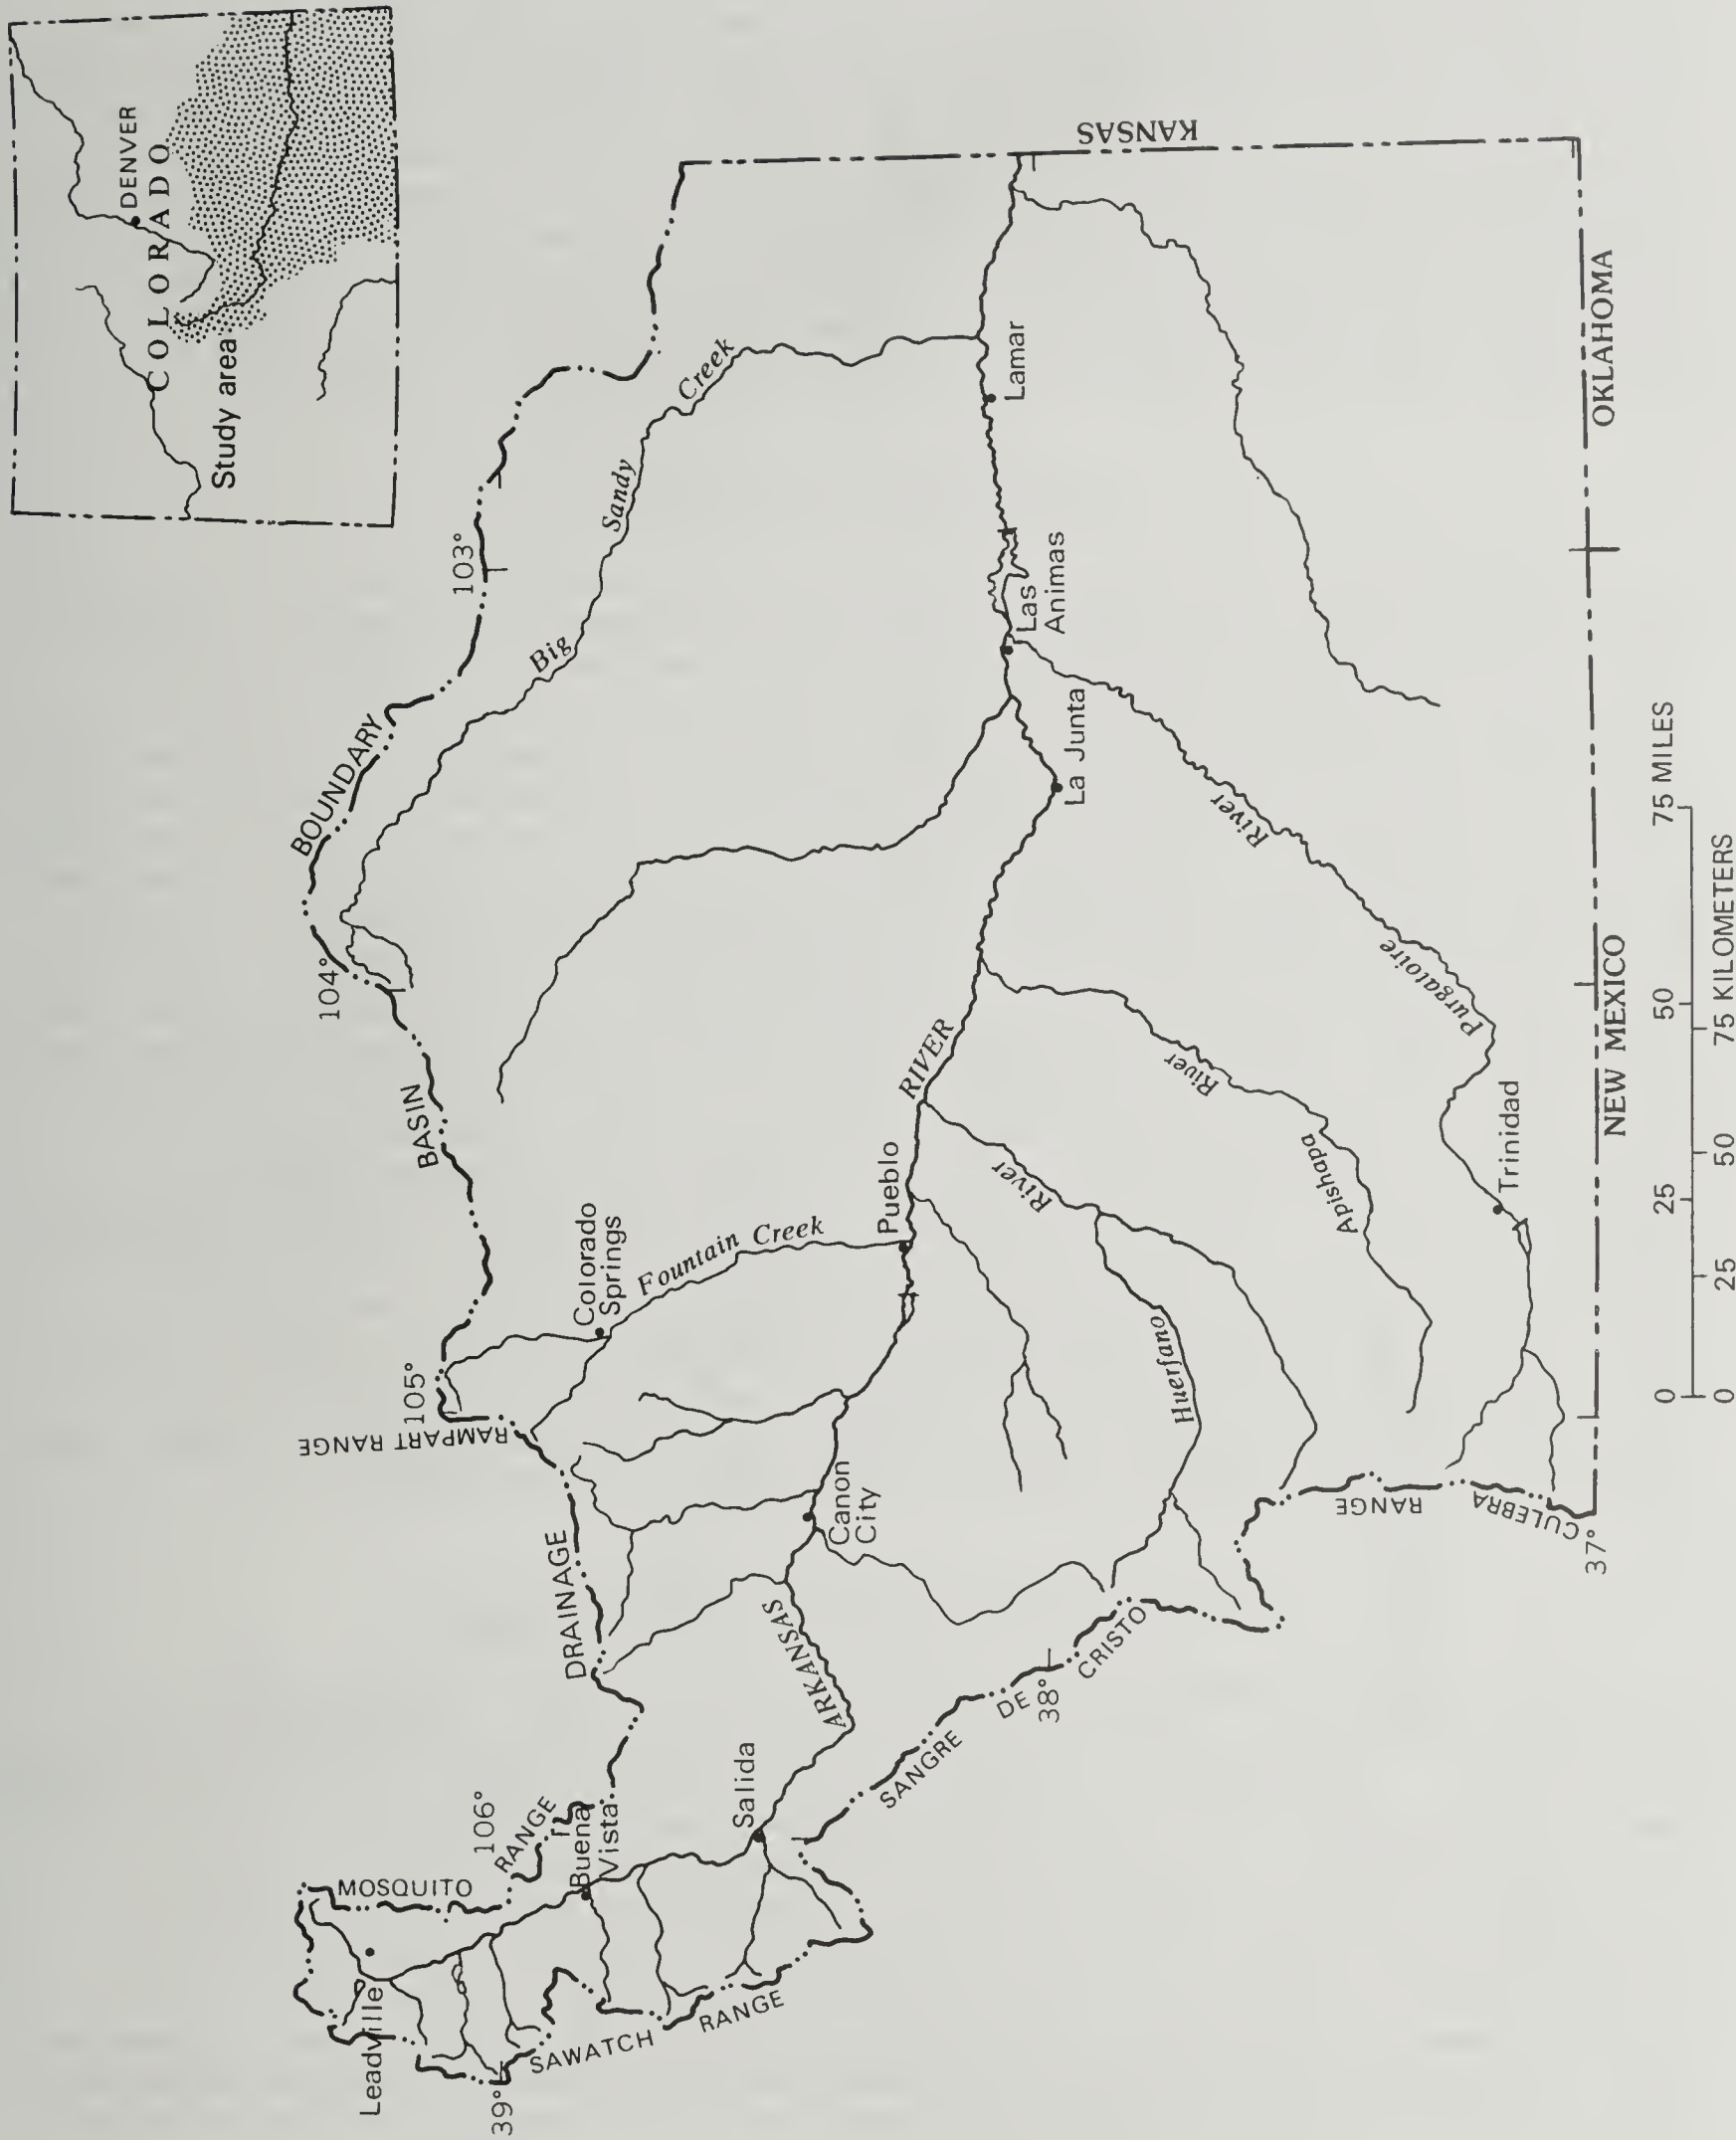 DENVER
COLORADO
Study area
BOUNDARY
BASIN
DRAINAGE
103°
104°
105°
106°
39°
38°
37°
RAMPART RANGE
MOSQUITO
RANGE
SAWATCH
RANGE
SANGRE
DE
CRISTO
CULEBRA
RANGE
KANSAS
OKLAHOMA
NEW MEXICO
Leadville
Buena
Vista
Salida
Canon
City
Colorado
Springs
Pueblo
La Junta
Las
Animas
Lamar
Trinidad
ARKANSAS
RIVER
Fountain Creek
Big
Sandy
Creek
Huerfano
River
Apishapa
River
Purgatoire
River
0
25
50
75 MILES
0
25
50
75 KILOMETERS